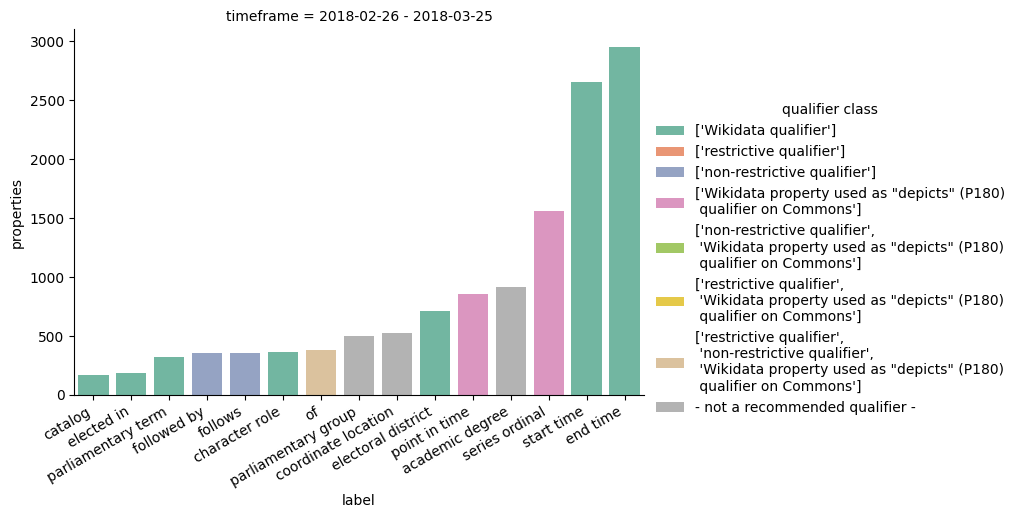 timeframe = 2018-02-26 - 2018-03-25
properties
3000
2500
2000
1500
1000
500
0
catalog
elected in
parliamentary term
followed by
follows
character role
of
parliamentary group
coordinate location
electoral district
point in time
academic degree
series ordinal
start time
end time
label
qualifier class
['Wikidata qualifier']
['restrictive qualifier']
['non-restrictive qualifier']
['Wikidata property used as "depicts" (P180)
qualifier on Commons']
['non-restrictive qualifier',
'Wikidata property used as "depicts" (P180)
qualifier on Commons']
['restrictive qualifier',
'Wikidata property used as "depicts" (P180)
qualifier on Commons']
['restrictive qualifier',
'non-restrictive qualifier',
'Wikidata property used as "depicts" (P180)
qualifier on Commons']
- not a recommended qualifier -